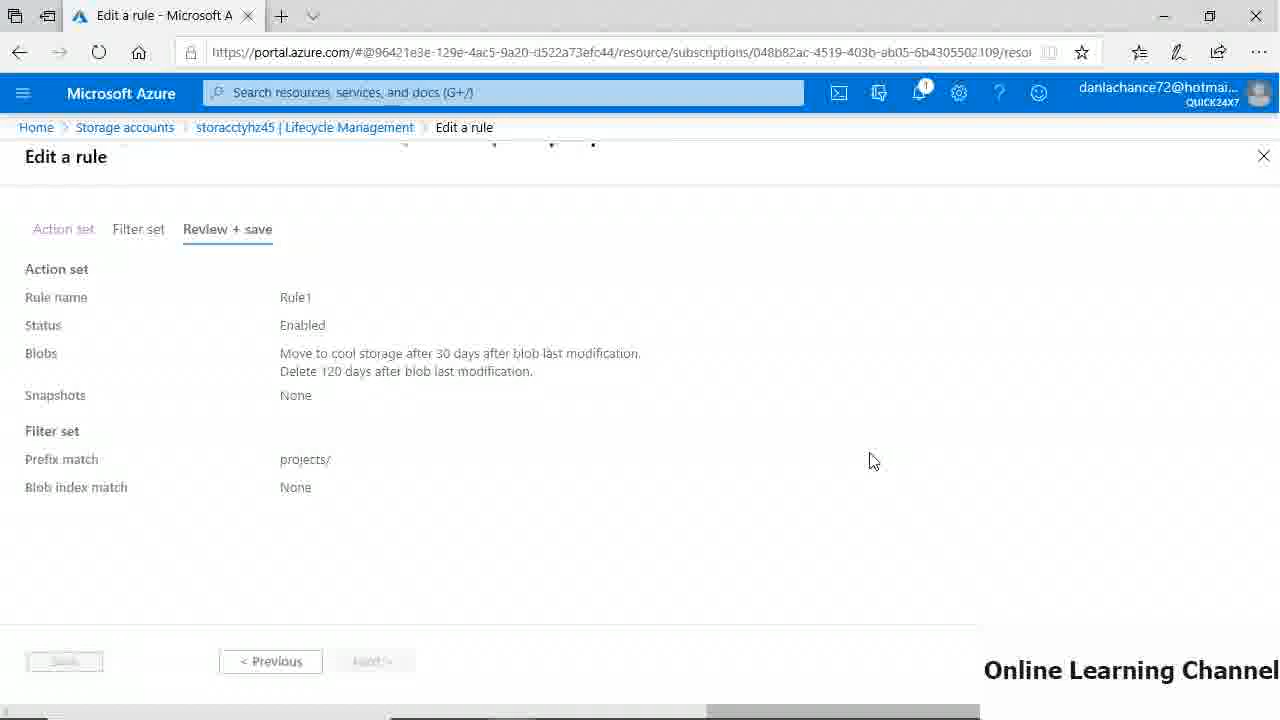 Edit a rule - Microsoft A
https://portal.azure.com/#@96421e3e-129e-4ac5-9a20-d522a73efc44/resource/subscriptions/048b82ac-4519-403b-ab05-6b4305502109/resou
Microsoft Azure
Search resources, services, and docs (G+/)
1
danlachance72@hotmai...
QUICK24X7
Home
Storage accounts
storacctyhz45 | Lifecycle Management
Edit a rule
Edit a rule
Action set
Filter set
Review + save
Action set
Rule name
Rule1
Status
Enabled
Blobs
Move to cool storage after 30 days after blob last modification.
Delete 120 days after blob last modification.
Snapshots
None
Filter set
Prefix match
projects/
Blob index match
None
< Previous
Next >
Online Learning Channel